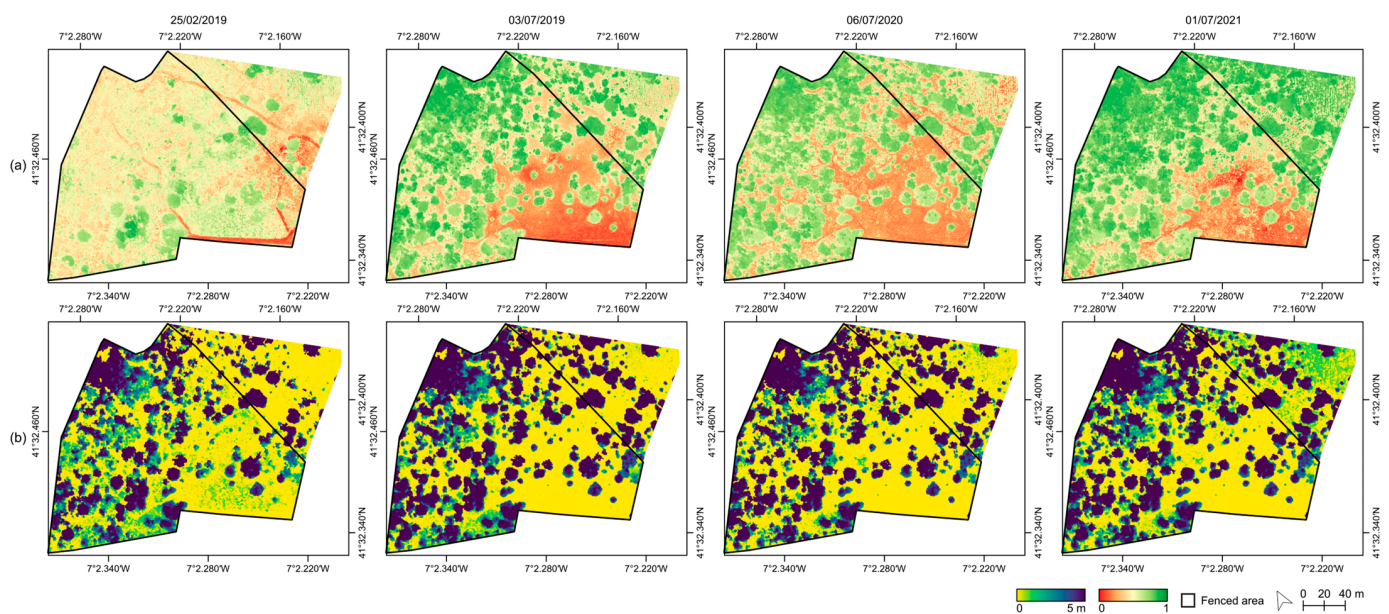 25/02/2019 03/07/2019 06/07/2020 01/07/2021
7°2.280'W 7°2.220'W 7°2.160'W 7°2.280'W 7°2.220'W 7°2.160'W 7°2.280'W 7°2.220'W 7°2.160'W 7°2.280'W 7°2.220'W 7°2.160'W
(a)
41°32.460'N 41°32.400'N 41°32.460'N 41°32.400'N 41°32.460'N 41°32.400'N 41°32.460'N 41°32.400'N
41°32.340'N 41°32.340'N 41°32.340'N 41°32.340'N
7°2.340'W 7°2.280'W 7°2.220'W 7°2.340'W 7°2.280'W 7°2.220'W 7°2.340'W 7°2.280'W 7°2.220'W 7°2.340'W 7°2.280'W 7°2.220'W
7°2.280'W 7°2.220'W 7°2.160'W 7°2.280'W 7°2.220'W 7°2.160'W 7°2.280'W 7°2.220'W 7°2.160'W 7°2.280'W 7°2.220'W 7°2.160'W
(b)
41°32.460'N 41°32.400'N 41°32.460'N 41°32.400'N 41°32.460'N 41°32.400'N 41°32.460'N 41°32.400'N
41°32.340'N 41°32.340'N 41°32.340'N 41°32.340'N
7°2.340'W 7°2.280'W 7°2.220'W 7°2.340'W 7°2.280'W 7°2.220'W 7°2.340'W 7°2.280'W 7°2.220'W 7°2.340'W 7°2.280'W 7°2.220'W
0 5 m 0 1 Fenced area 0 20 40 m